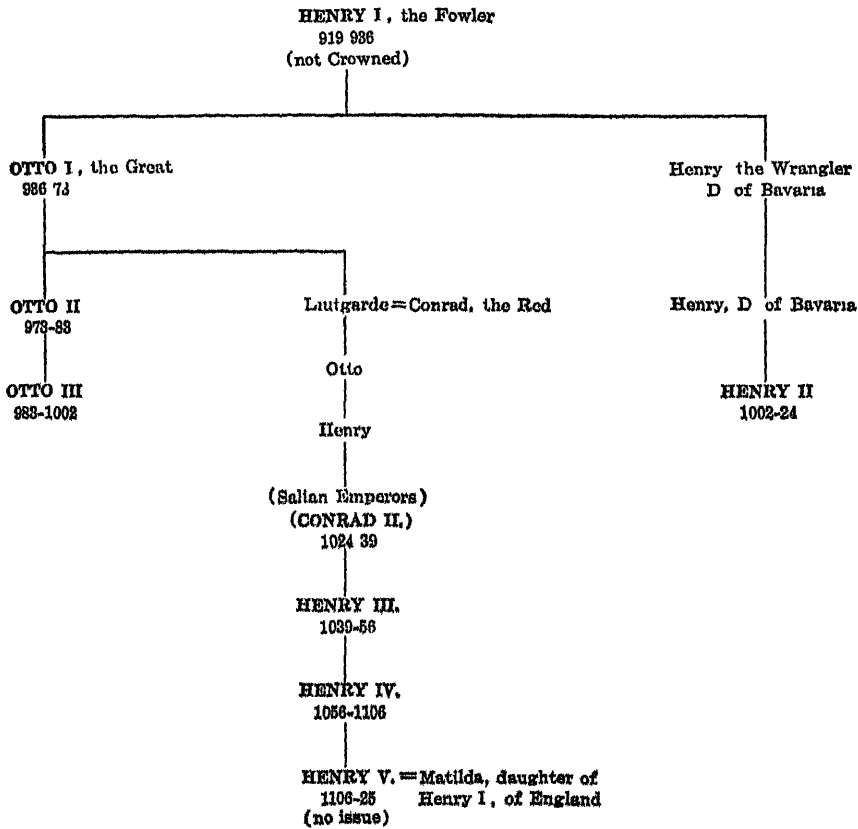 HENRY I, the Fowler
919 936
(not Crowned)
OTTO I, the Great
936 73
Henry the Wrangler
D of Bavaria
OTTO II
973-83
Liutgarde=Conrad, the Red
Henry, D of Bavaria
Otto
OTTO III
983-1002
HENRY II
1002-24
Henry
(Salian Emperors)
(CONRAD II.)
1024 39
HENRY III.
1039-56
HENRY IV.
1056-1106
HENRY V.=Matilda, daughter of
1106-25 Henry I, of England
(no issue)